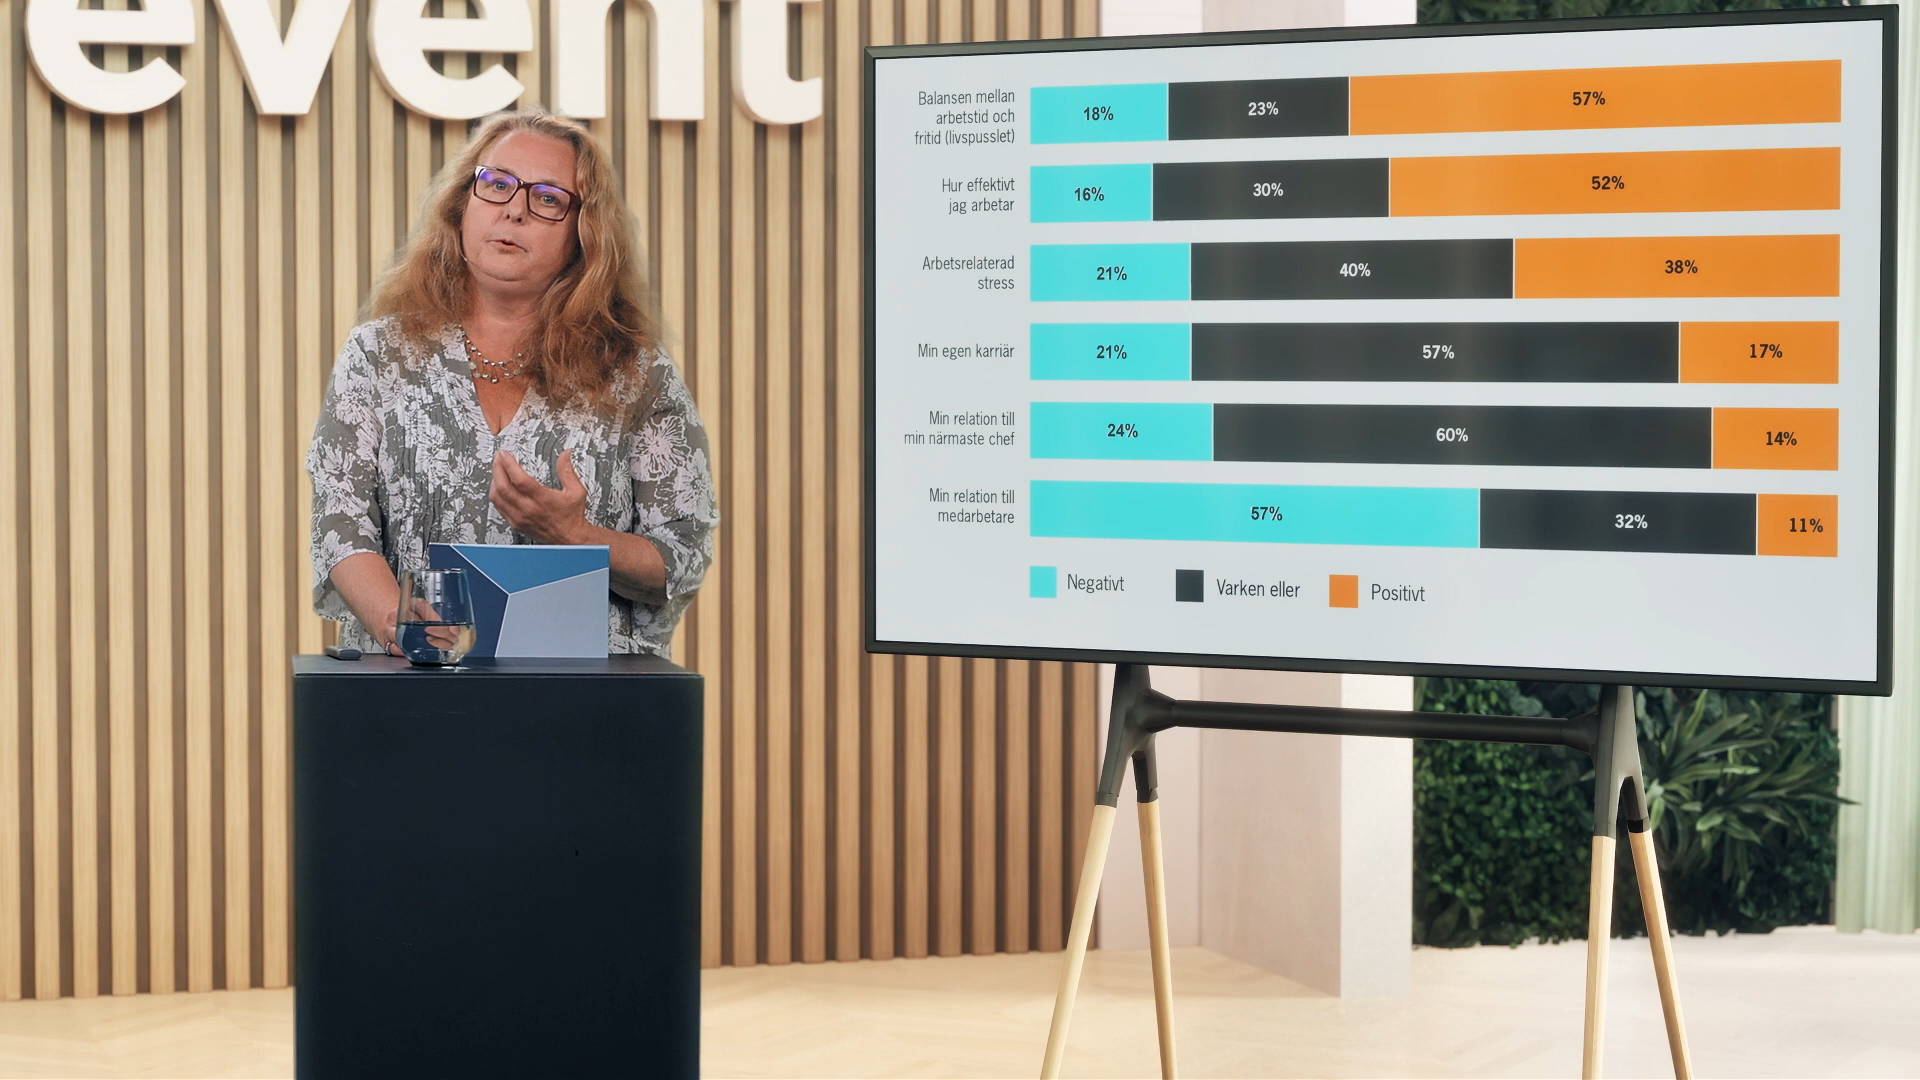 event
Balansen mellan
arbetstid och
fritid (livspusslet)
18% 23% 57%
Hur effektivt
jag arbetar
16% 30% 52%
Arbetsrelaterad
stress
21% 40% 38%
Min egen karriär
21% 57% 17%
Min relation till
min närmaste chef
24% 60% 14%
Min relation till
medarbetare
57% 32% 11%
Negativt Varken eller Positivt